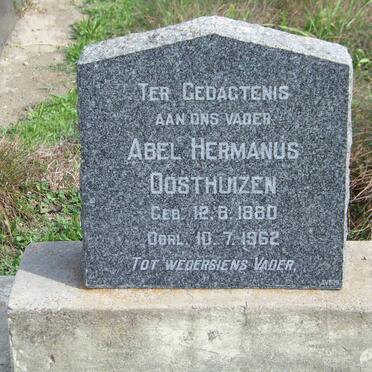 TER GEDAGTENIS
AAN ONS VADER
ABEL HERMANUS
OOSTHUIZEN
GEB. 12.8.1880
OORL. 10.7.1962
TOT WEDERSIENS VADER.